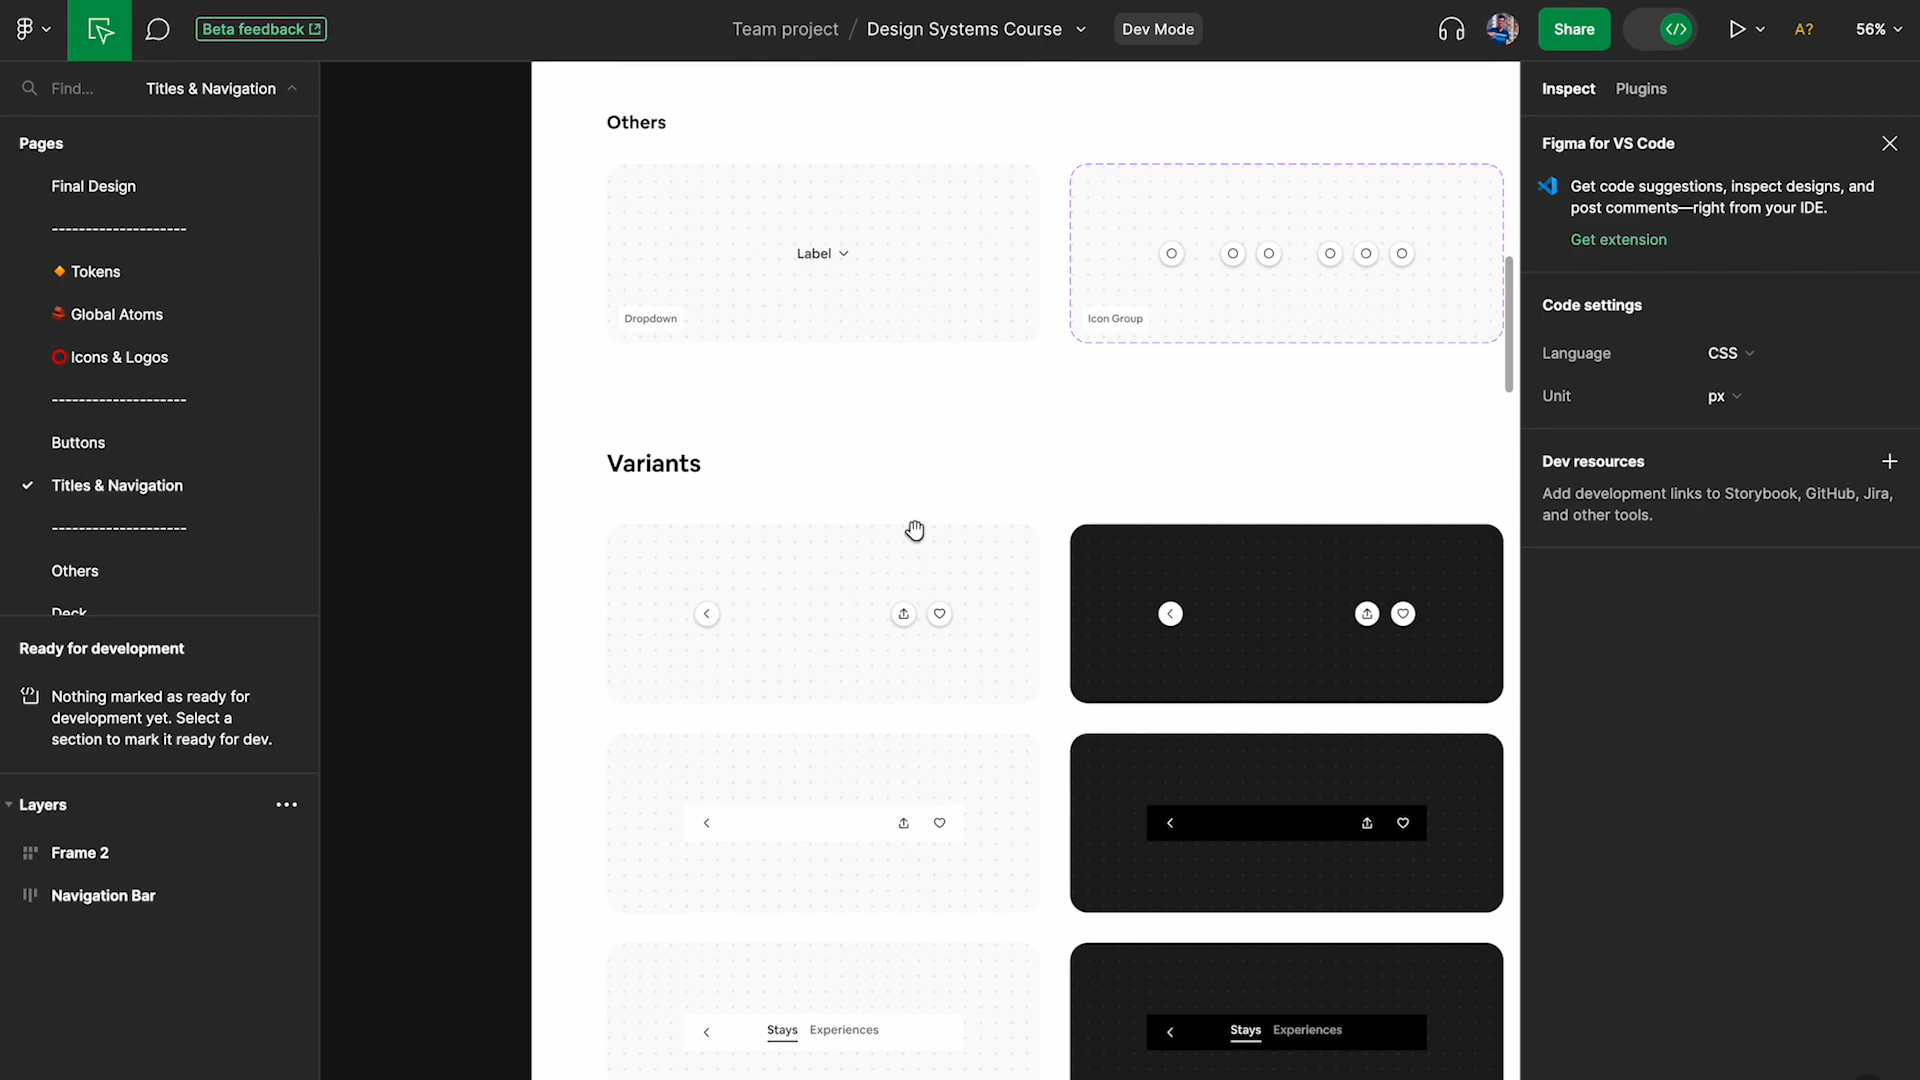 Beta feedback
Team project / Design Systems Course
Dev Mode
Share
A?
56%
Find...
Titles & Navigation
Pages
Final Design
--------------------
Tokens
Global Atoms
Icons & Logos
--------------------
Buttons
Titles & Navigation
--------------------
Others
Deck
Ready for development
Nothing marked as ready for
development yet. Select a
section to mark it ready for dev.
Layers
Frame 2
Navigation Bar
Others
Label
Dropdown
Icon Group
Variants
Stays Experiences
Stays Experiences
Inspect
Plugins
Figma for VS Code
Get code suggestions, inspect designs, and
post comments—right from your IDE.
Get extension
Code settings
Language
CSS
Unit
px
Dev resources
Add development links to Storybook, GitHub, Jira,
and other tools.